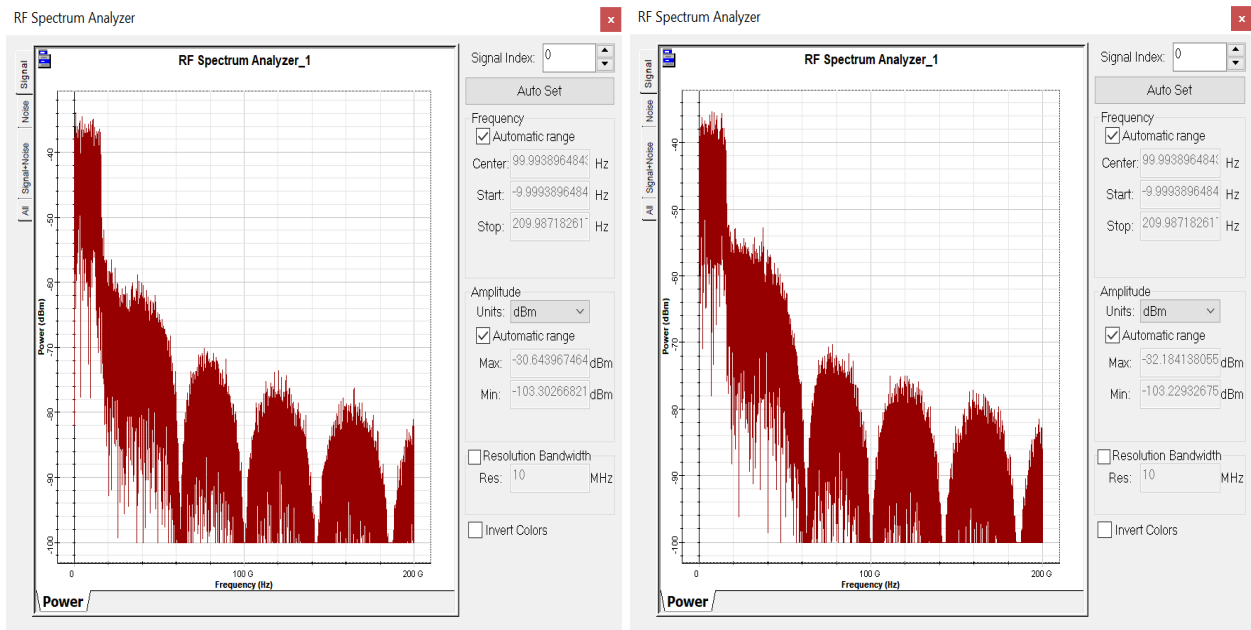 RF Spectrum Analyzer
x
RF Spectrum Analyzer_1
Signal
Noise
Signal+Noise
All
Power (dBm)
-40
-50
-60
-70
-80
-90
-100
0
100 G
200 G
Frequency (Hz)
Power
Signal Index: 0
Auto Set
Frequency
Automatic range
Center: 99.9938964843 Hz
Start: -9.9993896484 Hz
Stop: 209.98718261 Hz
Amplitude
Units: dBm
Automatic range
Max: -30.643967464 dBm
Min: -103.30266821 dBm
Resolution Bandwidth
Res: 10 MHz
Invert Colors
RF Spectrum Analyzer
x
RF Spectrum Analyzer_1
Signal
Noise
Signal+Noise
All
Power (dBm)
-40
-50
-60
-70
-80
-90
-100
0
100 G
200 G
Frequency (Hz)
Power
Signal Index: 0
Auto Set
Frequency
Automatic range
Center: 99.9938964843 Hz
Start: -9.9993896484 Hz
Stop: 209.98718261 Hz
Amplitude
Units: dBm
Automatic range
Max: -32.184138055 dBm
Min: -103.22932675 dBm
Resolution Bandwidth
Res: 10 MHz
Invert Colors